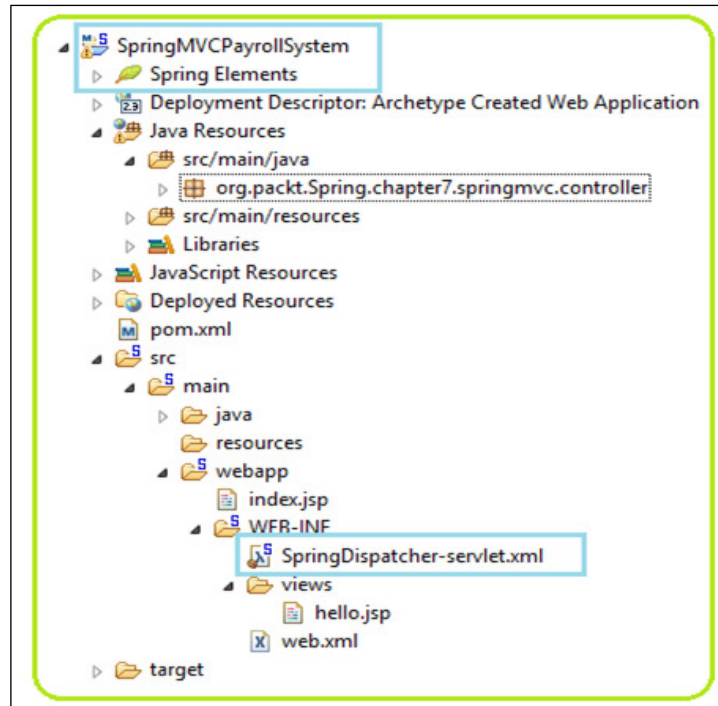 SpringMVCPayrollSystem
Spring Elements
Deployment Descriptor: Archetype Created Web Application
Java Resources
src/main/java
org.packt.Spring.chapter7.springmvc.controller
src/main/resources
Libraries
JavaScript Resources
Deployed Resources
pom.xml
src
main
java
resources
webapp
index.jsp
WEB-INF
SpringDispatcher-servlet.xml
views
hello.jsp
web.xml
target